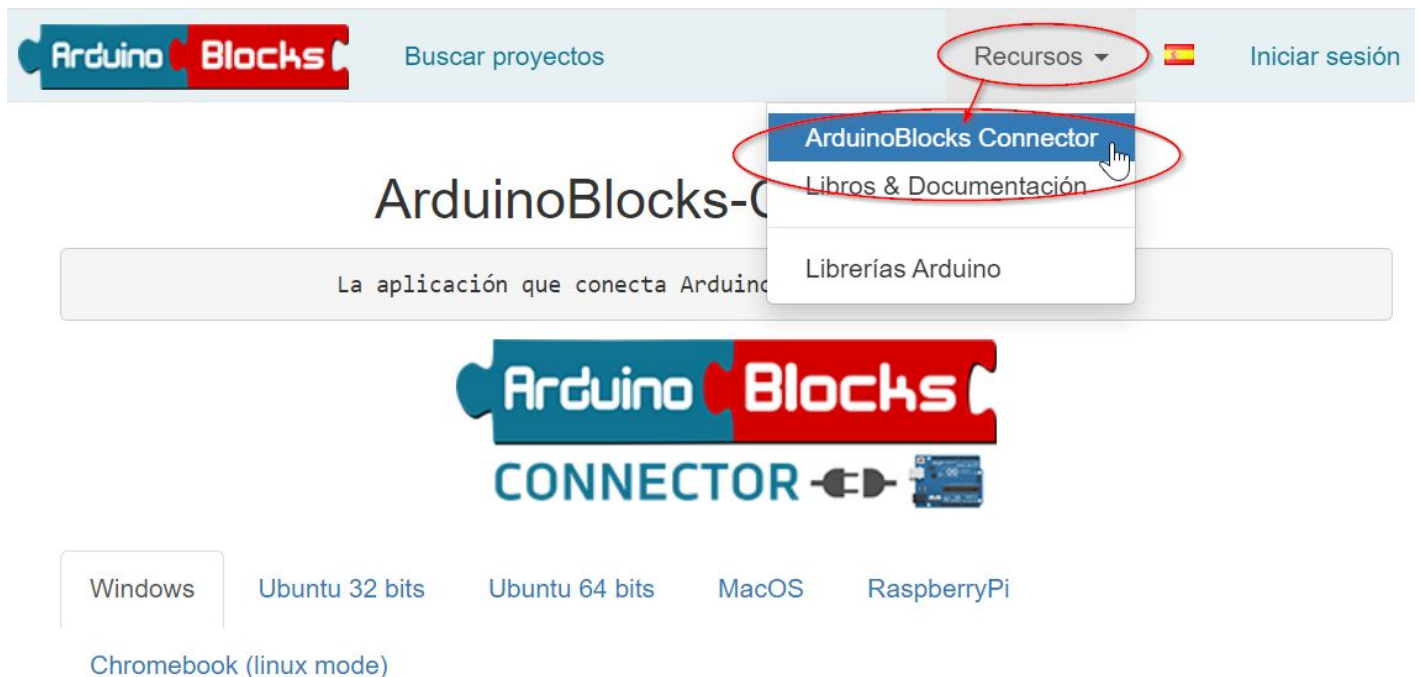 Arduino Blocks
Buscar proyectos
Recursos
Iniciar sesión
ArduinoBlocks Connector
Libros & Documentación
Librerías Arduino
ArduinoBlocks-
La aplicación que conecta
Arduino Blocks
CONNECTOR
Windows
Ubuntu 32 bits
Ubuntu 64 bits
MacOS
RaspberryPi
Chromebook (linux mode)